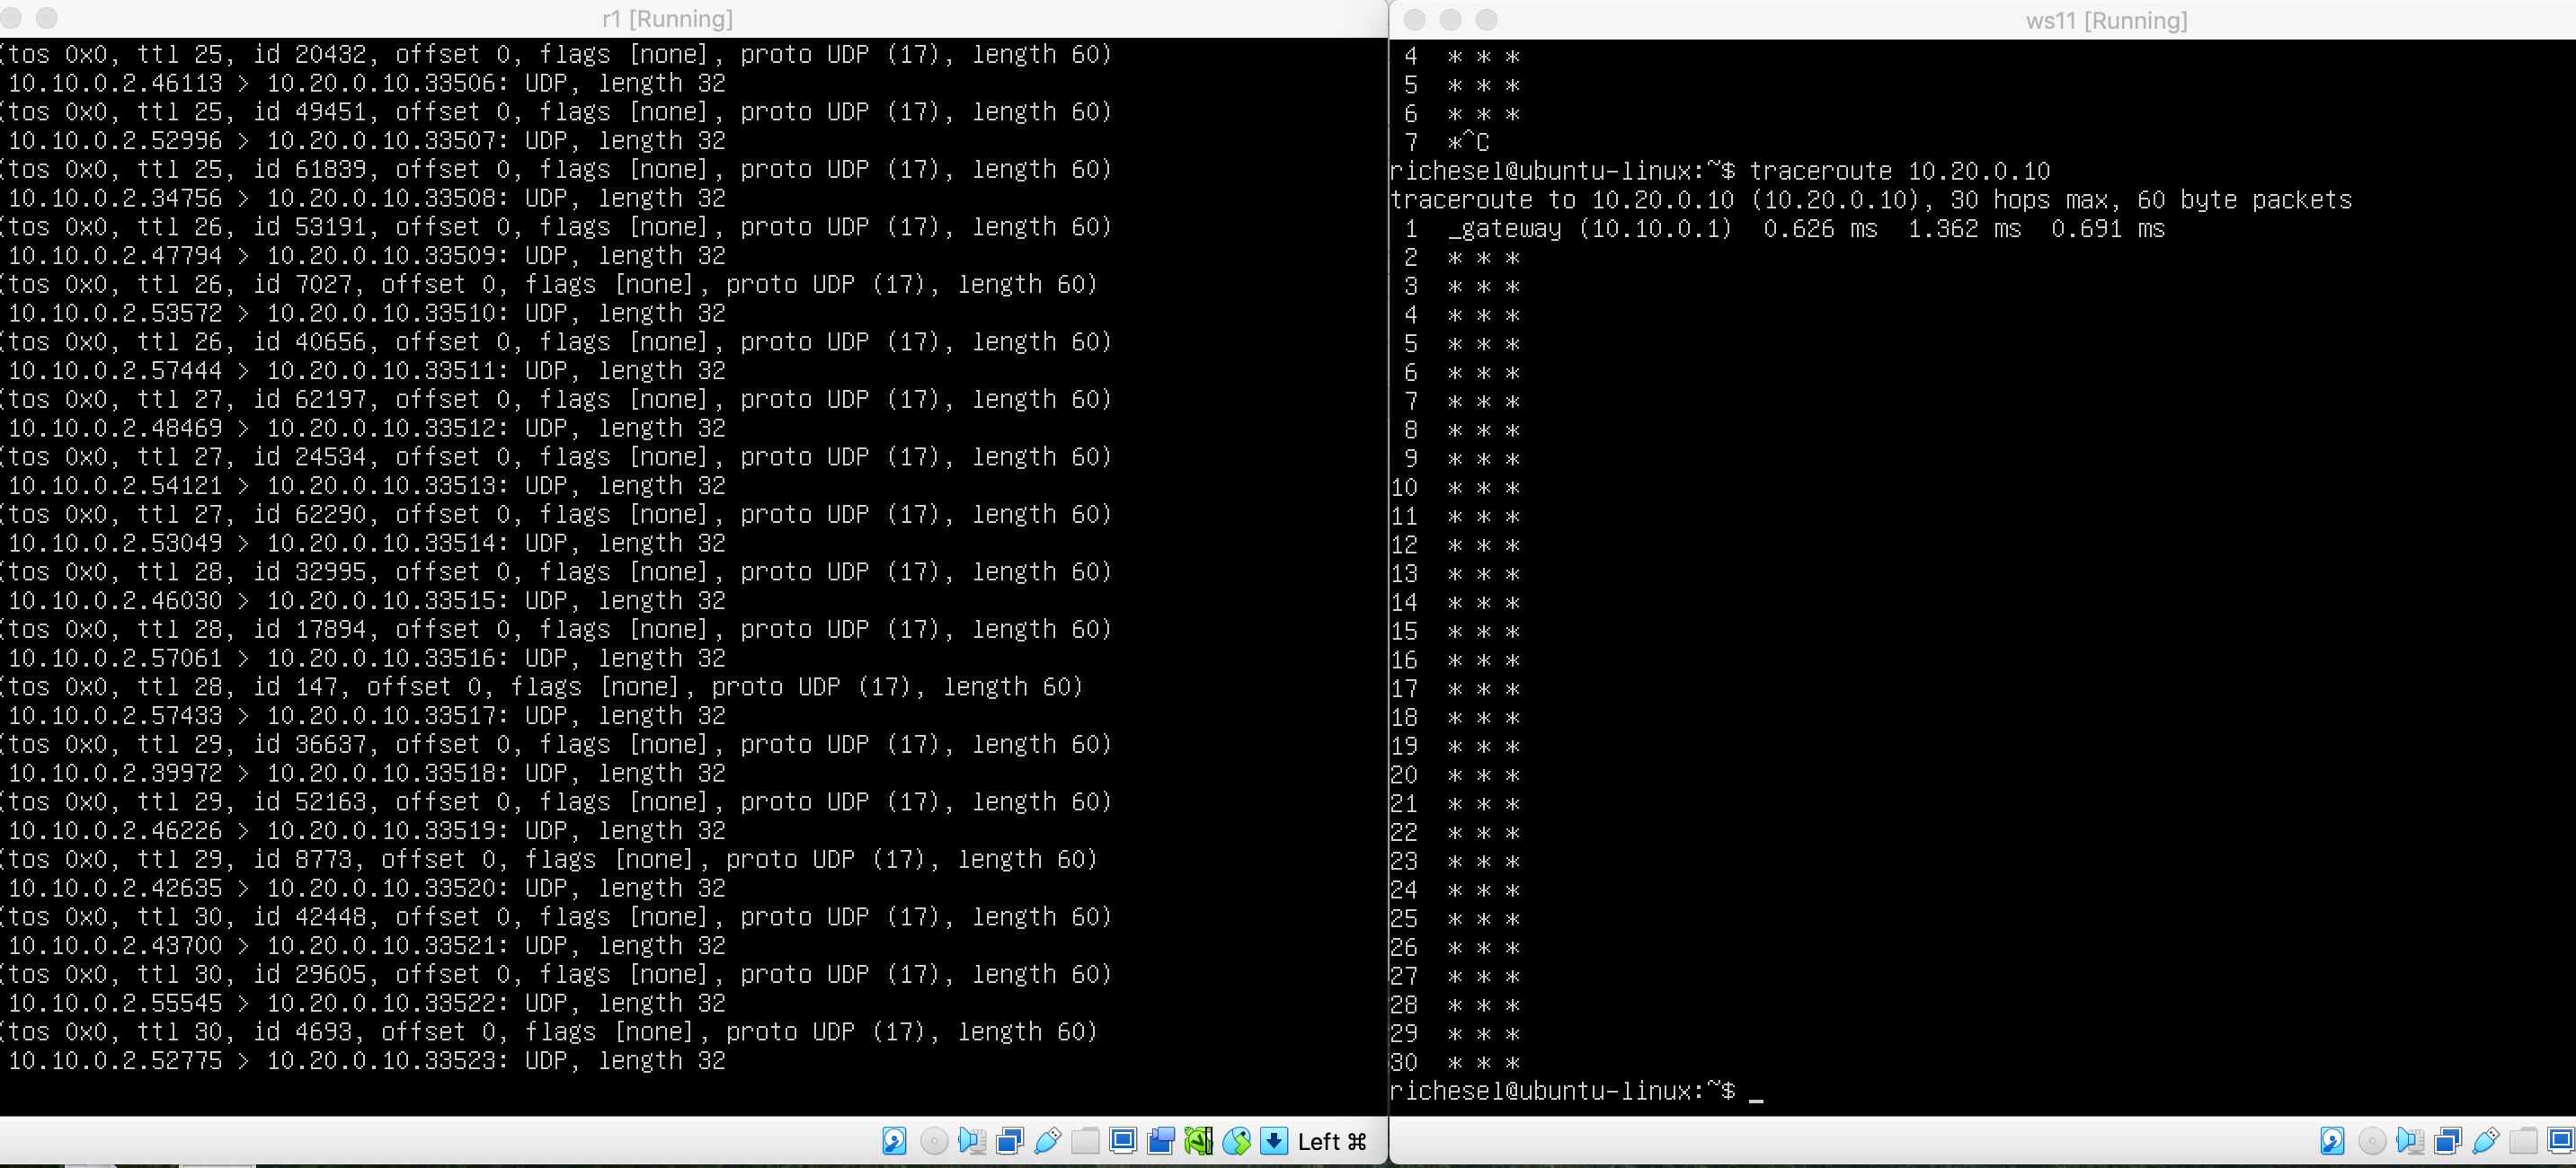 r1 [Running]
(tos 0x0, ttl 25, id 20432, offset 0, flags [none], proto UDP (17), length 60)
10.10.0.2.46113 > 10.20.0.10.33506: UDP, length 32
(tos 0x0, ttl 25, id 49451, offset 0, flags [none], proto UDP (17), length 60)
10.10.0.2.52996 > 10.20.0.10.33507: UDP, length 32
(tos 0x0, ttl 25, id 61839, offset 0, flags [none], proto UDP (17), length 60)
10.10.0.2.34756 > 10.20.0.10.33508: UDP, length 32
(tos 0x0, ttl 26, id 53191, offset 0, flags [none], proto UDP (17), length 60)
10.10.0.2.47794 > 10.20.0.10.33509: UDP, length 32
(tos 0x0, ttl 26, id 7027, offset 0, flags [none], proto UDP (17), length 60)
10.10.0.2.53572 > 10.20.0.10.33510: UDP, length 32
(tos 0x0, ttl 26, id 40656, offset 0, flags [none], proto UDP (17), length 60)
10.10.0.2.57444 > 10.20.0.10.33511: UDP, length 32
(tos 0x0, ttl 27, id 62197, offset 0, flags [none], proto UDP (17), length 60)
10.10.0.2.48469 > 10.20.0.10.33512: UDP, length 32
(tos 0x0, ttl 27, id 24534, offset 0, flags [none], proto UDP (17), length 60)
10.10.0.2.54121 > 10.20.0.10.33513: UDP, length 32
(tos 0x0, ttl 27, id 62290, offset 0, flags [none], proto UDP (17), length 60)
10.10.0.2.53049 > 10.20.0.10.33514: UDP, length 32
(tos 0x0, ttl 28, id 32995, offset 0, flags [none], proto UDP (17), length 60)
10.10.0.2.46030 > 10.20.0.10.33515: UDP, length 32
(tos 0x0, ttl 28, id 17894, offset 0, flags [none], proto UDP (17), length 60)
10.10.0.2.57061 > 10.20.0.10.33516: UDP, length 32
(tos 0x0, ttl 28, id 147, offset 0, flags [none], proto UDP (17), length 60)
10.10.0.2.57433 > 10.20.0.10.33517: UDP, length 32
(tos 0x0, ttl 29, id 36637, offset 0, flags [none], proto UDP (17), length 60)
10.10.0.2.39972 > 10.20.0.10.33518: UDP, length 32
(tos 0x0, ttl 29, id 52163, offset 0, flags [none], proto UDP (17), length 60)
10.10.0.2.46226 > 10.20.0.10.33519: UDP, length 32
(tos 0x0, ttl 29, id 8773, offset 0, flags [none], proto UDP (17), length 60)
10.10.0.2.42635 > 10.20.0.10.33520: UDP, length 32
(tos 0x0, ttl 30, id 42448, offset 0, flags [none], proto UDP (17), length 60)
10.10.0.2.43700 > 10.20.0.10.33521: UDP, length 32
(tos 0x0, ttl 30, id 29605, offset 0, flags [none], proto UDP (17), length 60)
10.10.0.2.55545 > 10.20.0.10.33522: UDP, length 32
(tos 0x0, ttl 30, id 4693, offset 0, flags [none], proto UDP (17), length 60)
10.10.0.2.52775 > 10.20.0.10.33523: UDP, length 32
Left ⌘
ws11 [Running]
4 * * *
5 * * *
6 * * *
7 *^C
richesel@ubuntu-linux:~$ traceroute 10.20.0.10
traceroute to 10.20.0.10 (10.20.0.10), 30 hops max, 60 byte packets
1 _gateway (10.10.0.1) 0.626 ms 1.362 ms 0.691 ms
2 * * *
3 * * *
4 * * *
5 * * *
6 * * *
7 * * *
8 * * *
9 * * *
10 * * *
11 * * *
12 * * *
13 * * *
14 * * *
15 * * *
16 * * *
17 * * *
18 * * *
19 * * *
20 * * *
21 * * *
22 * * *
23 * * *
24 * * *
25 * * *
26 * * *
27 * * *
28 * * *
29 * * *
30 * * *
richesel@ubuntu-linux:~$ _